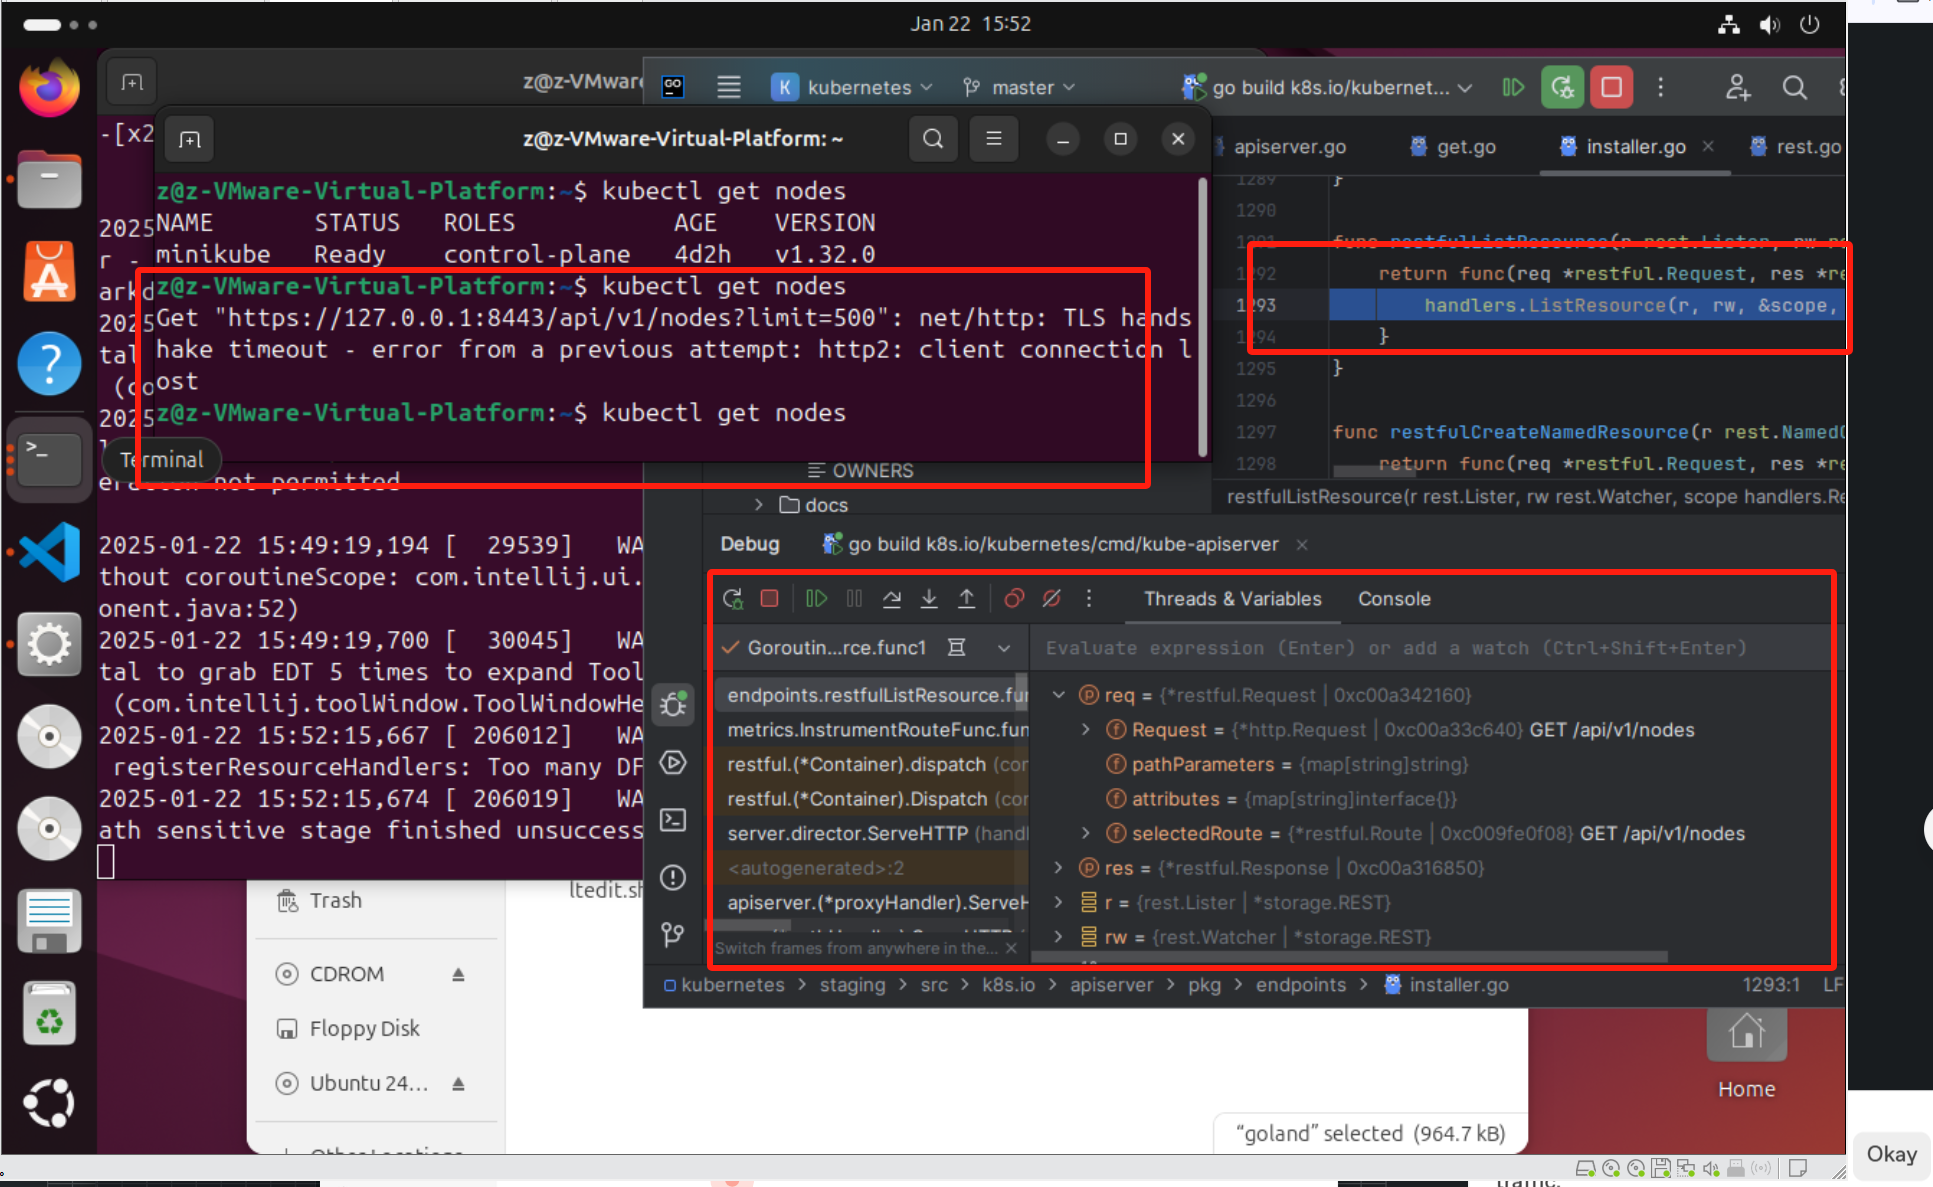 Jan 22 15:52
z@z-VMware
GO
K kubernetes
master
go build k8s.io/kubernet...
-[x2
z@z-VMware-Virtual-Platform: ~
apiserver.go
get.go
installer.go
rest.go
z@z-VMware-Virtual-Platform:~$ kubectl get nodes
NAME STATUS ROLES AGE VERSION
minikube Ready control-plane 4d2h v1.32.0
z@z-VMware-Virtual-Platform:~$ kubectl get nodes
Get "https://127.0.0.1:8443/api/v1/nodes?limit=500": net/http: TLS hands
hake timeout - error from a previous attempt: http2: client connection l
ost
z@z-VMware-Virtual-Platform:~$ kubectl get nodes
2025
r -
arkd
2025
tal
(co
2025
Terminal
not permitted
1289 }
1290
1292 return func(req *restful.Request, res *re
1293 handlers.ListResource(r, rw, &scope,
1294 }
1295 }
1296
1297 func restfulCreateNamedResource(r rest.NamedC
1298 return func(req *restful.Request, res *re
restfulListResource(r rest.Lister, rw rest.Watcher, scope handlers.Re
OWNERS
docs
2025-01-22 15:49:19,194 [ 29539] WA
thout coroutineScope: com.intellij.ui.
onent.java:52)
2025-01-22 15:49:19,700 [ 30045] WA
tal to grab EDT 5 times to expand Tool
(com.intellij.toolWindow.ToolWindowHe
2025-01-22 15:52:15,667 [ 206012] WA
registerResourceHandlers: Too many DF
2025-01-22 15:52:15,674 [ 206019] WA
ath sensitive stage finished unsuccess
Debug
go build k8s.io/kubernetes/cmd/kube-apiserver
Threads & Variables
Console
Goroutin...rce.func1
Evaluate expression (Enter) or add a watch (Ctrl+Shift+Enter)
endpoints.restfulListResource.fun
metrics.InstrumentRouteFunc.fun
restful.(*Container).dispatch (con
restful.(*Container).Dispatch (con
server.director.ServeHTTP (handl
<autogenerated>:2
apiserver.(*proxyHandler).ServeH
Switch frames from anywhere in the...
req = {*restful.Request | 0xc00a342160}
Request = {*http.Request | 0xc00a33c640} GET /api/v1/nodes
pathParameters = {map[string]string}
attributes = {map[string]interface{}}
selectedRoute = {*restful.Route | 0xc009fe0f08} GET /api/v1/nodes
res = {*restful.Response | 0xc00a316850}
r = {rest.Lister | *storage.REST}
rw = {rest.Watcher | *storage.REST}
kubernetes > staging > src > k8s.io > apiserver > pkg > endpoints > installer.go
1293:1 LF
Trash
CDROM
Floppy Disk
Ubuntu 24...
ltedit.sh
"goland" selected (964.7 kB)
Home
Okay